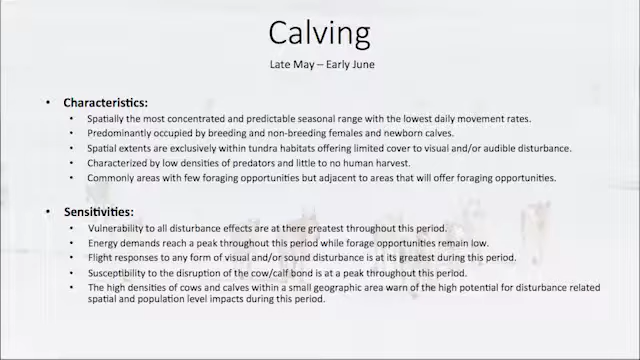 Calving
Late May – Early June
• Characteristics:
• Spatially the most concentrated and predictable seasonal range with the lowest daily movement rates.
• Predominantly occupied by breeding and non-breeding females and newborn calves.
• Spatial extents are exclusively within tundra habitats offering limited cover to visual and/or audible disturbance.
• Characterized by low densities of predators and little to no human harvest.
• Commonly areas with few foraging opportunities but adjacent to areas that will offer foraging opportunities.
• Sensitivities:
• Vulnerability to all disturbance effects are at there greatest throughout this period.
• Energy demands reach a peak throughout this period while forage opportunities remain low.
• Flight responses to any form of visual and/or sound disturbance is at its greatest during this period.
• Susceptibility to the disruption of the cow/calf bond is at a peak throughout this period.
• The high densities of cows and calves within a small geographic area warn of the high potential for disturbance related
spatial and population level impacts during this period.